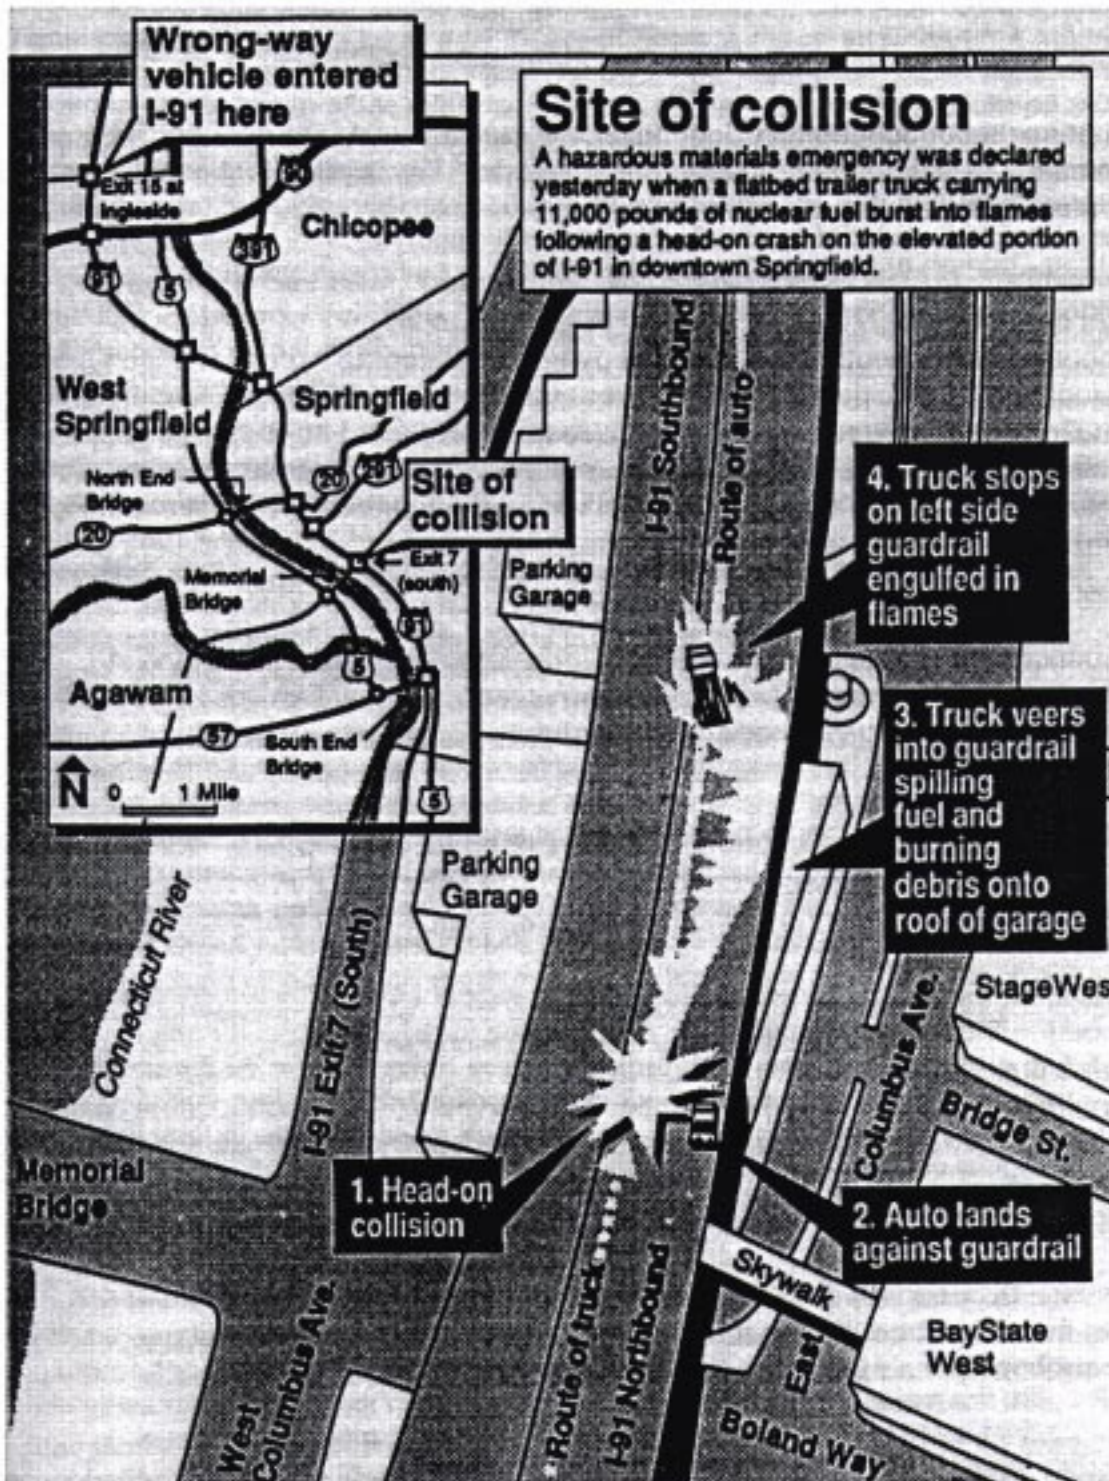 Wrong-way
vehicle entered
I-91 here
Site of collision
A hazardous materials emergency was declared
yesterday when a flatbed trailer truck carrying
11,000 pounds of nuclear fuel burst into flames
following a head-on crash on the elevated portion
of I-91 in downtown Springfield.
Exit 15 at
Ingleside
90
Chicopee
391
91
5
West
Springfield
Springfield
North End
Bridge
20
291
20
Site of
collision
Exit 7
(south)
Memorial
Bridge
91
5
Agawam
57
South End
Bridge
5
N
0 1 Mile
I-91 Southbound
Route of auto
Parking
Garage
4. Truck stops
on left side
guardrail
engulfed in
flames
3. Truck veers
into guardrail
spilling
fuel and
burning
debris onto
roof of garage
Parking
Garage
Connecticut River
I-91 Exit 7 (South)
StageWes
Columbus Ave.
Bridge St.
Memorial
Bridge
1. Head-on
collision
2. Auto lands
against guardrail
Skywalk
BayState
West
East
Route of truck
I-91 Northbound
West
Columbus Ave.
Boland Way